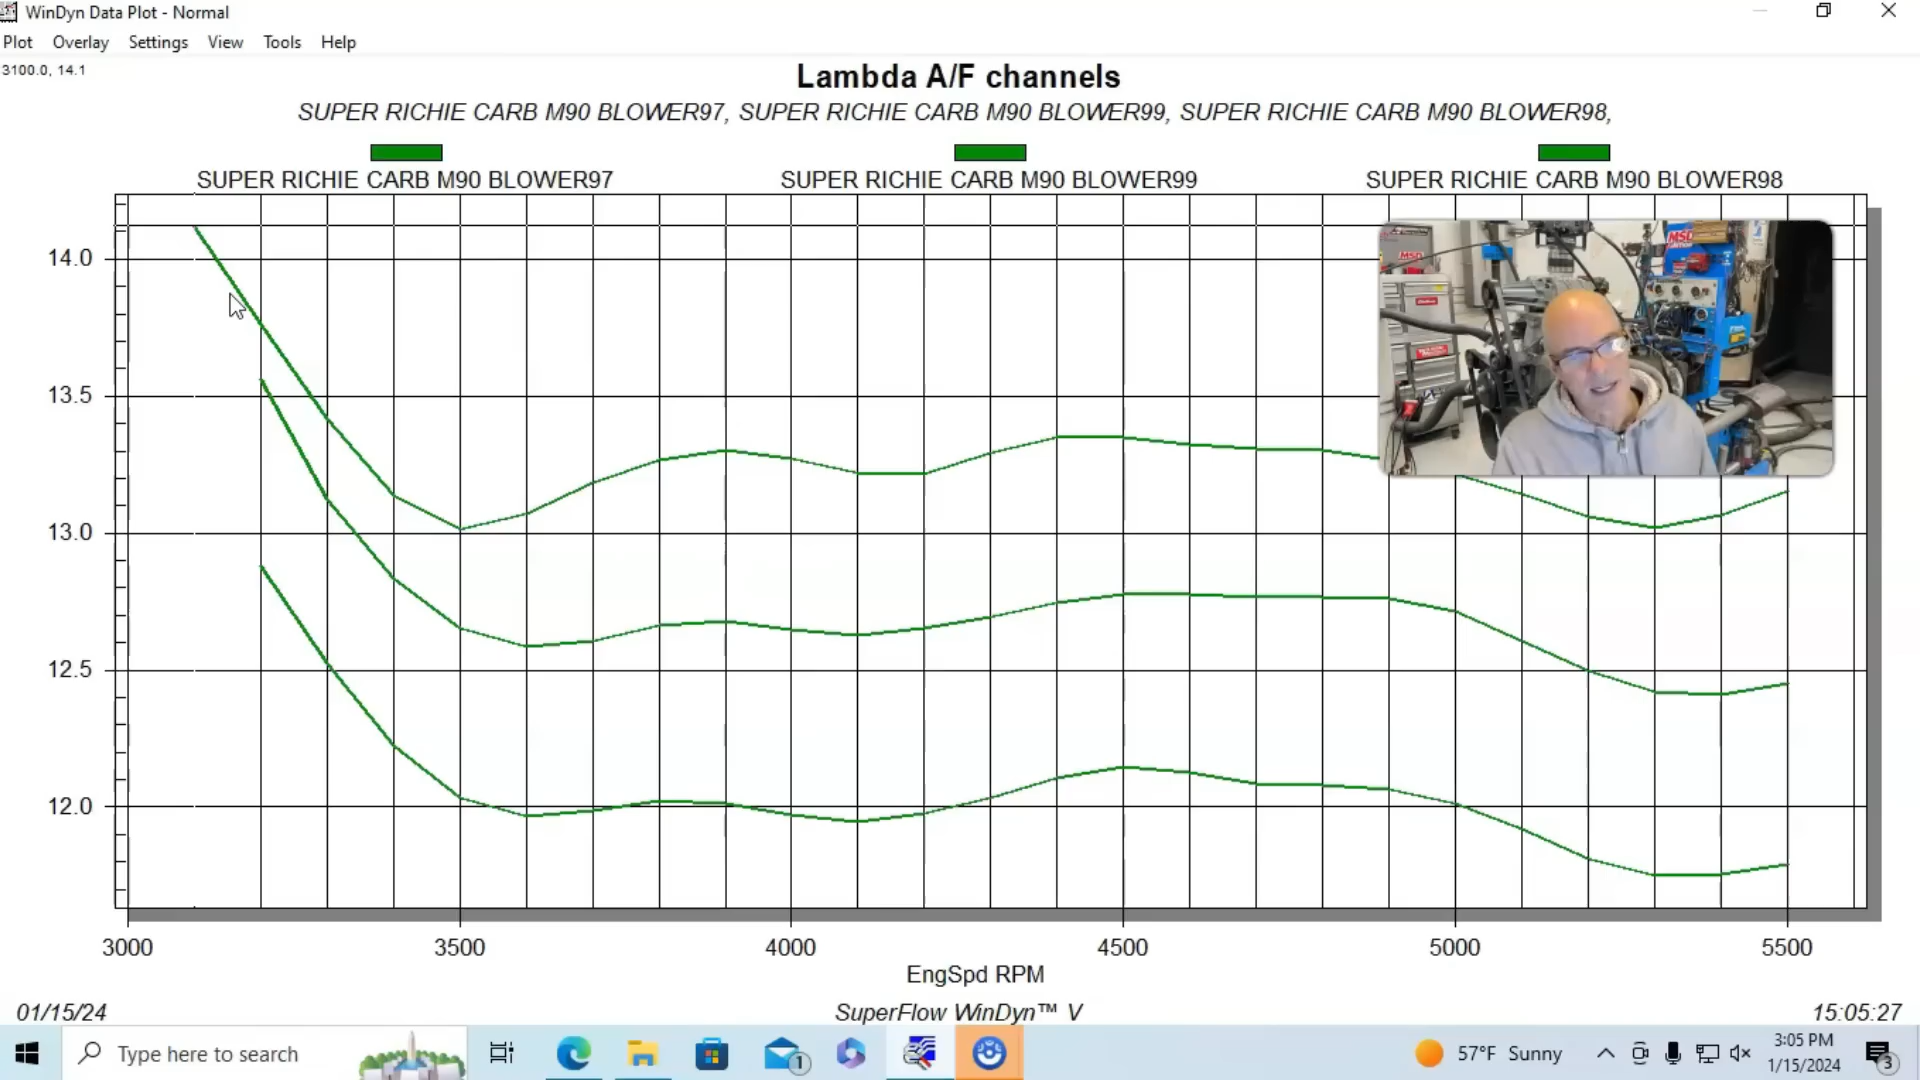 WinDyn Data Plot - Normal
Plot Overlay Settings View Tools Help
3100.0, 14.1
Lambda A/F channels
SUPER RICHIE CARB M90 BLOWER97, SUPER RICHIE CARB M90 BLOWER99, SUPER RICHIE CARB M90 BLOWER98,
SUPER RICHIE CARB M90 BLOWER97 SUPER RICHIE CARB M90 BLOWER99 SUPER RICHIE CARB M90 BLOWER98
MSD
MSD
14.0
13.5
13.0
12.5
12.0
3000 3500 4000 4500 5000 5500
EngSpd RPM
01/15/24 SuperFlow WinDyn™ V 15:05:27
Type here to search
1
57°F Sunny
3:05 PM
1/15/2024
3